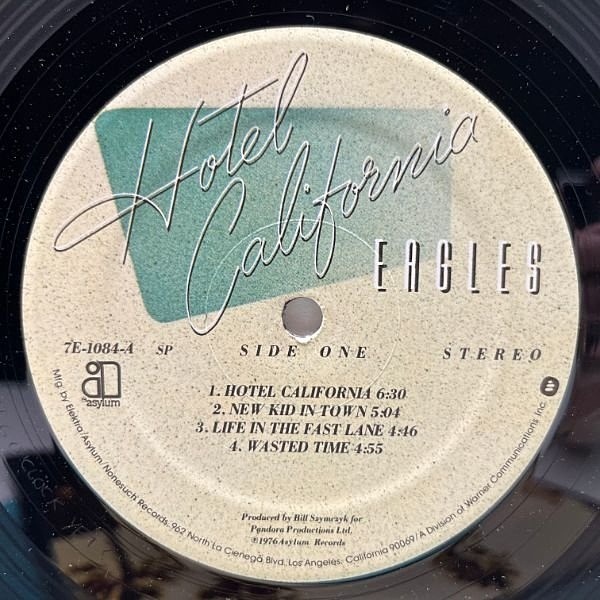 Hotel
California
EAGLES
7E-1084-A SP SIDE ONE STEREO
asylum
1. HOTEL CALIFORNIA 6:30
2. NEW KID IN TOWN 5:04
3. LIFE IN THE FAST LANE 4:46
4. WASTED TIME 4:55
Produced by Bill Szymczyk for
Pandora Productions Ltd.
℗1976 Asylum Records
Mfg. by Elektra/Asylum/Nonesuch Records, 962 North La Cienega Blvd., Los Angeles, California 90069/A Division of Warner Communications Inc.